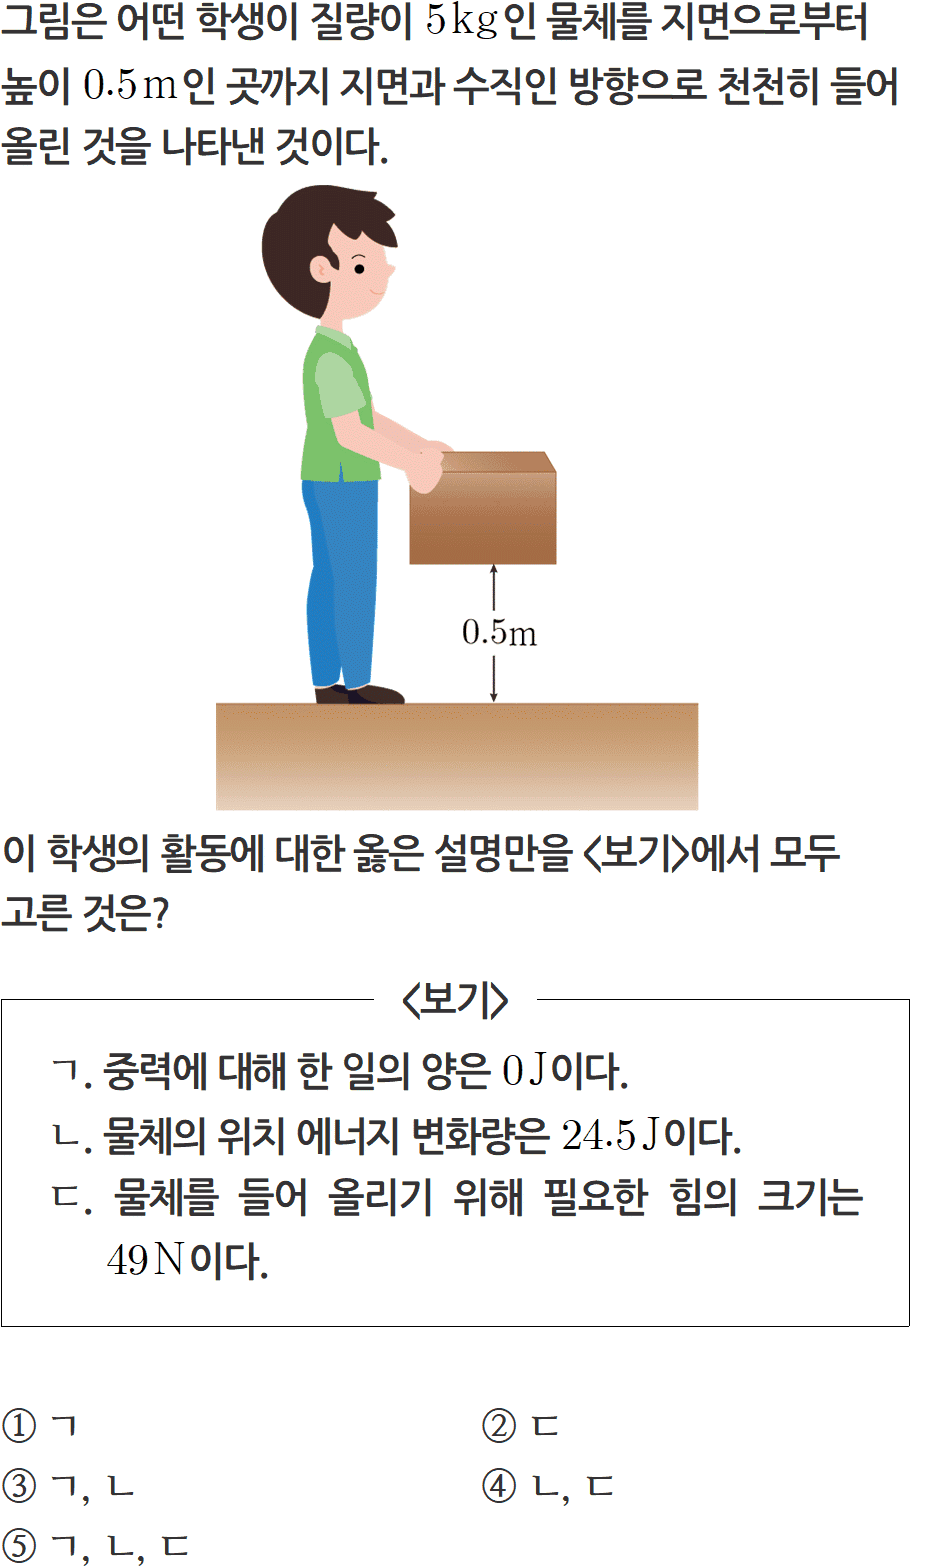 그림은 어떤 학생이 질량이 5kg인 물체를 지면으로부터
높이 0.5m인 곳까지 지면과 수직인 방향으로 천천히 들어
올린 것을 나타낸 것이다.
0.5m
이 학생의 활동에 대한 옳은 설명만을 <보기>에서 모두
고른 것은?
<보기>
ㄱ. 중력에 대해 한 일의 양은 0J이다.
ㄴ. 물체의 위치 에너지 변화량은 24.5J이다.
ㄷ. 물체를 들어 올리기 위해 필요한 힘의 크기는
49N이다.
① ㄱ ② ㄷ
③ ㄱ, ㄴ ④ ㄴ, ㄷ
⑤ ㄱ, ㄴ, ㄷ